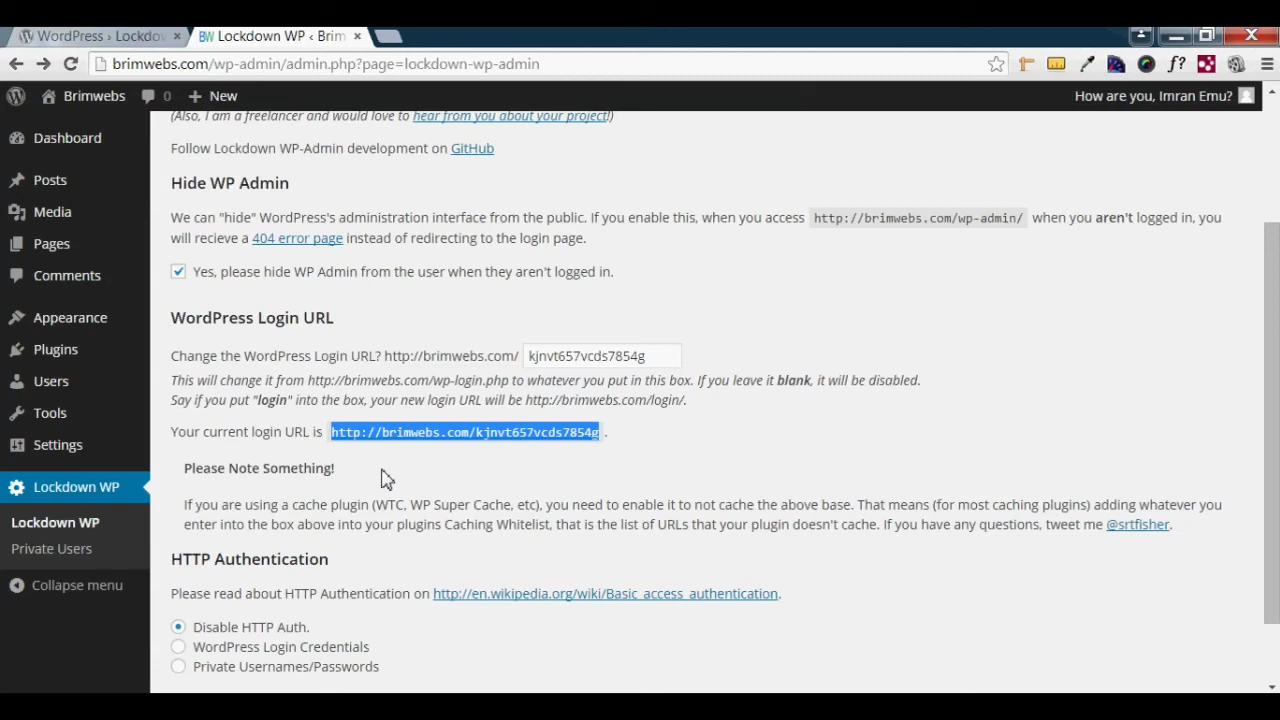 WordPress › Lockdow
Lockdown WP ‹ Brim
brimwebs.com/wp-admin/admin.php?page=lockdown-wp-admin
Brimwebs 0 New How are you, Imran Emu?
(Also, I am a freelancer and would love to hear from you about your project!)
Dashboard
Follow Lockdown WP-Admin development on GitHub
Posts
Media
Pages
Comments
Appearance
Plugins
Users
Tools
Settings
Lockdown WP
Lockdown WP
Private Users
Collapse menu
Hide WP Admin
We can "hide" WordPress's administration interface from the public. If you enable this, when you access http://brimwebs.com/wp-admin/ when you aren't logged in, you
will recieve a 404 error page instead of redirecting to the login page.
Yes, please hide WP Admin from the user when they aren't logged in.
WordPress Login URL
Change the WordPress Login URL? http://brimwebs.com/ kjnvt657vcds7854g
This will change it from http://brimwebs.com/wp-login.php to whatever you put in this box. If you leave it blank, it will be disabled.
Say if you put "login" into the box, your new login URL will be http://brimwebs.com/login/.
Your current login URL is http://brimwebs.com/kjnvt657vcds7854g .
Please Note Something!
If you are using a cache plugin (WTC, WP Super Cache, etc), you need to enable it to not cache the above base. That means (for most caching plugins) adding whatever you
enter into the box above into your plugins Caching Whitelist, that is the list of URLs that your plugin doesn't cache. If you have any questions, tweet me @srtfisher.
HTTP Authentication
Please read about HTTP Authentication on http://en.wikipedia.org/wiki/Basic_access_authentication.
Disable HTTP Auth.
WordPress Login Credentials
Private Usernames/Passwords